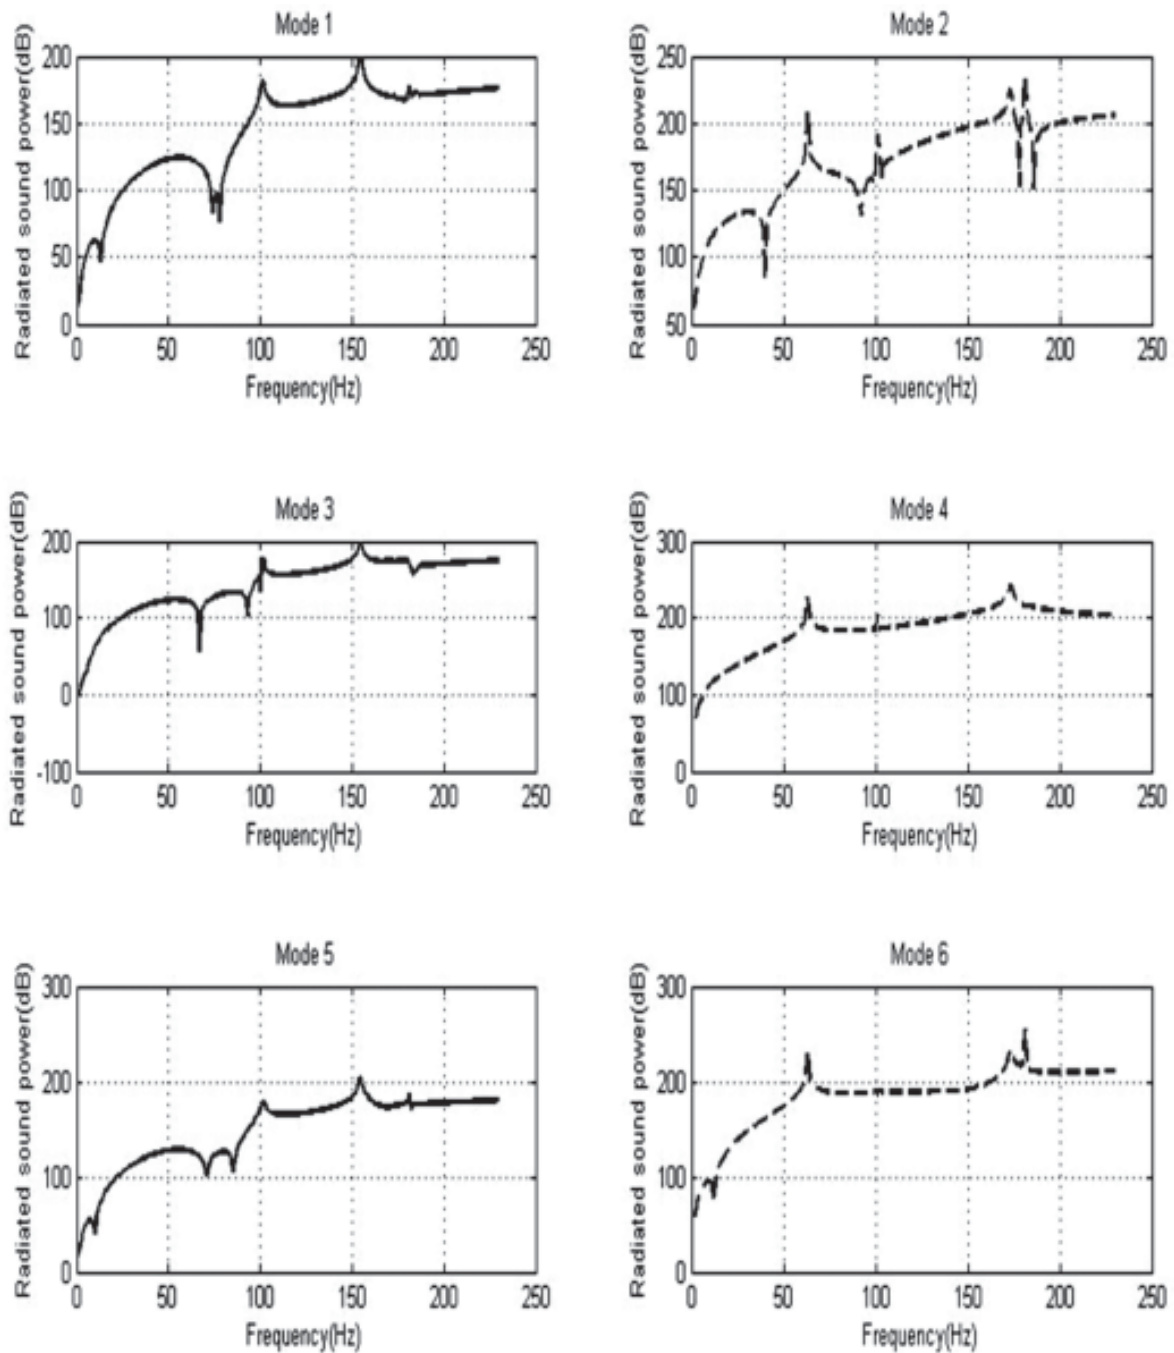 Mode 1
Radiated sound power(dB)
200
150
100
50
0
0 50 100 150 200 250
Frequency(Hz)
Mode 2
Radiated sound power(dB)
250
200
150
100
50
0 50 100 150 200 250
Frequency(Hz)
Mode 3
Radiated sound power(dB)
200
100
0
-100
0 50 100 150 200 250
Frequency(Hz)
Mode 4
Radiated sound power(dB)
300
200
100
0
0 50 100 150 200 250
Frequency(Hz)
Mode 5
Radiated sound power(dB)
300
200
100
0
0 50 100 150 200 250
Frequency(Hz)
Mode 6
Radiated sound power(dB)
300
200
100
0
0 50 100 150 200 250
Frequency(Hz)